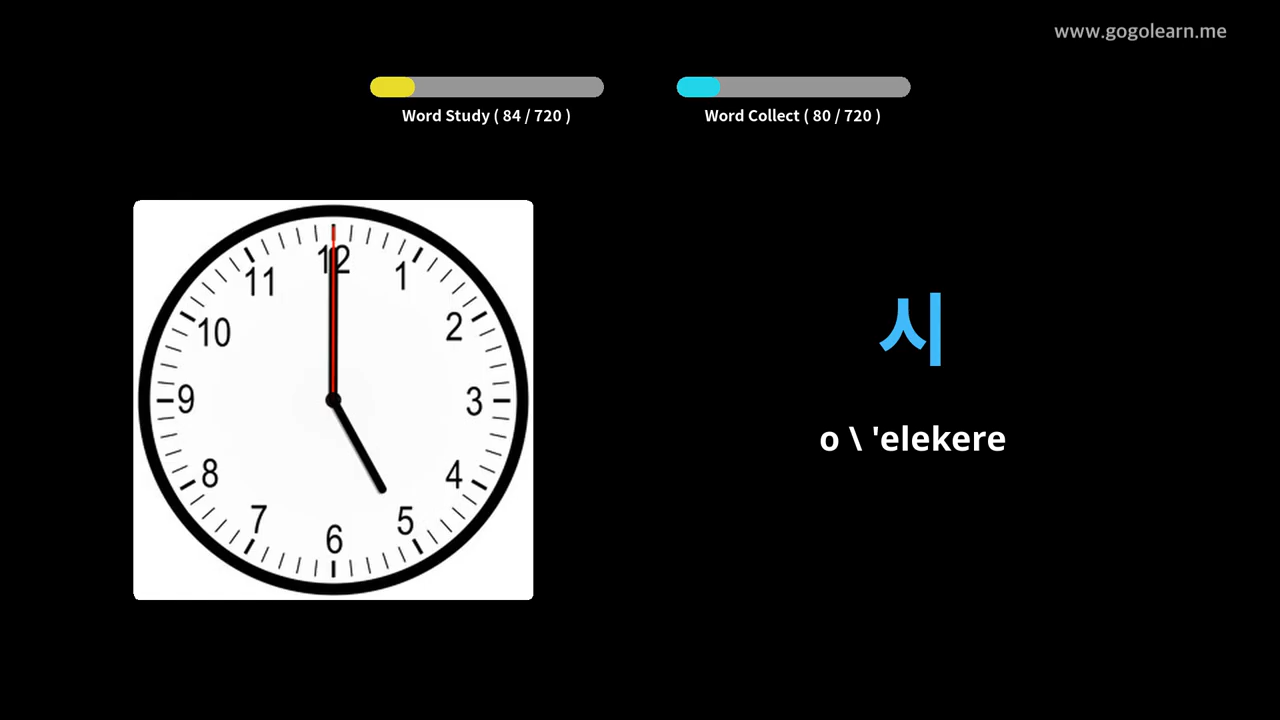 www.gogolearn.me
Word Study ( 84 / 720 )
Word Collect ( 80 / 720 )
12
1
2
3
4
5
6
7
8
9
10
11
시
o \ 'elekere